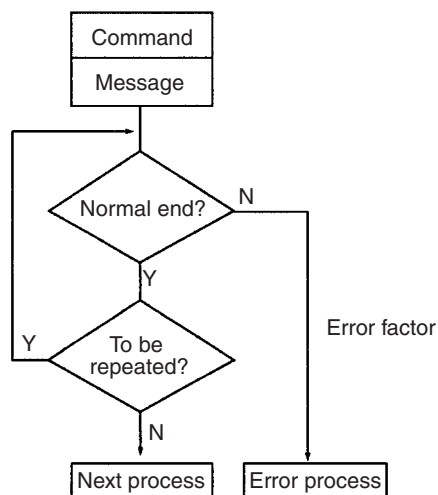 Command
Message
Normal end?
N
Y
Error factor
Y
To be
repeated?
N
Next process
Error process